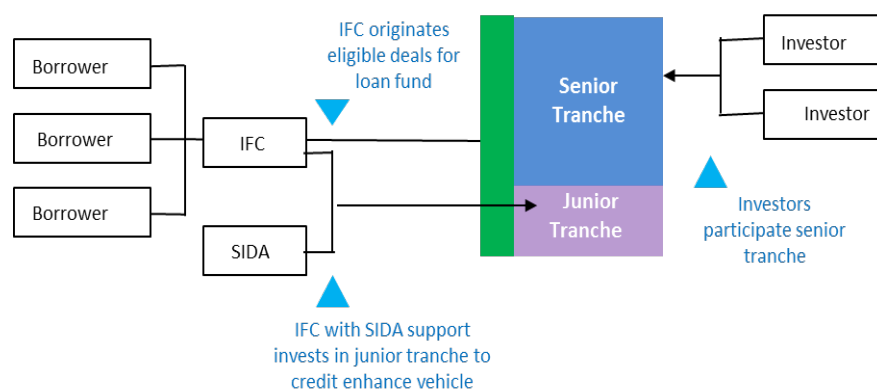 Borrower
Borrower
Borrower
IFC
SIDA
IFC originates
eligible deals for
loan fund
IFC with SIDA support
invests in junior tranche to
credit enhance vehicle
Senior
Tranche
Junior
Tranche
Investor
Investor
Investors
participate senior
tranche